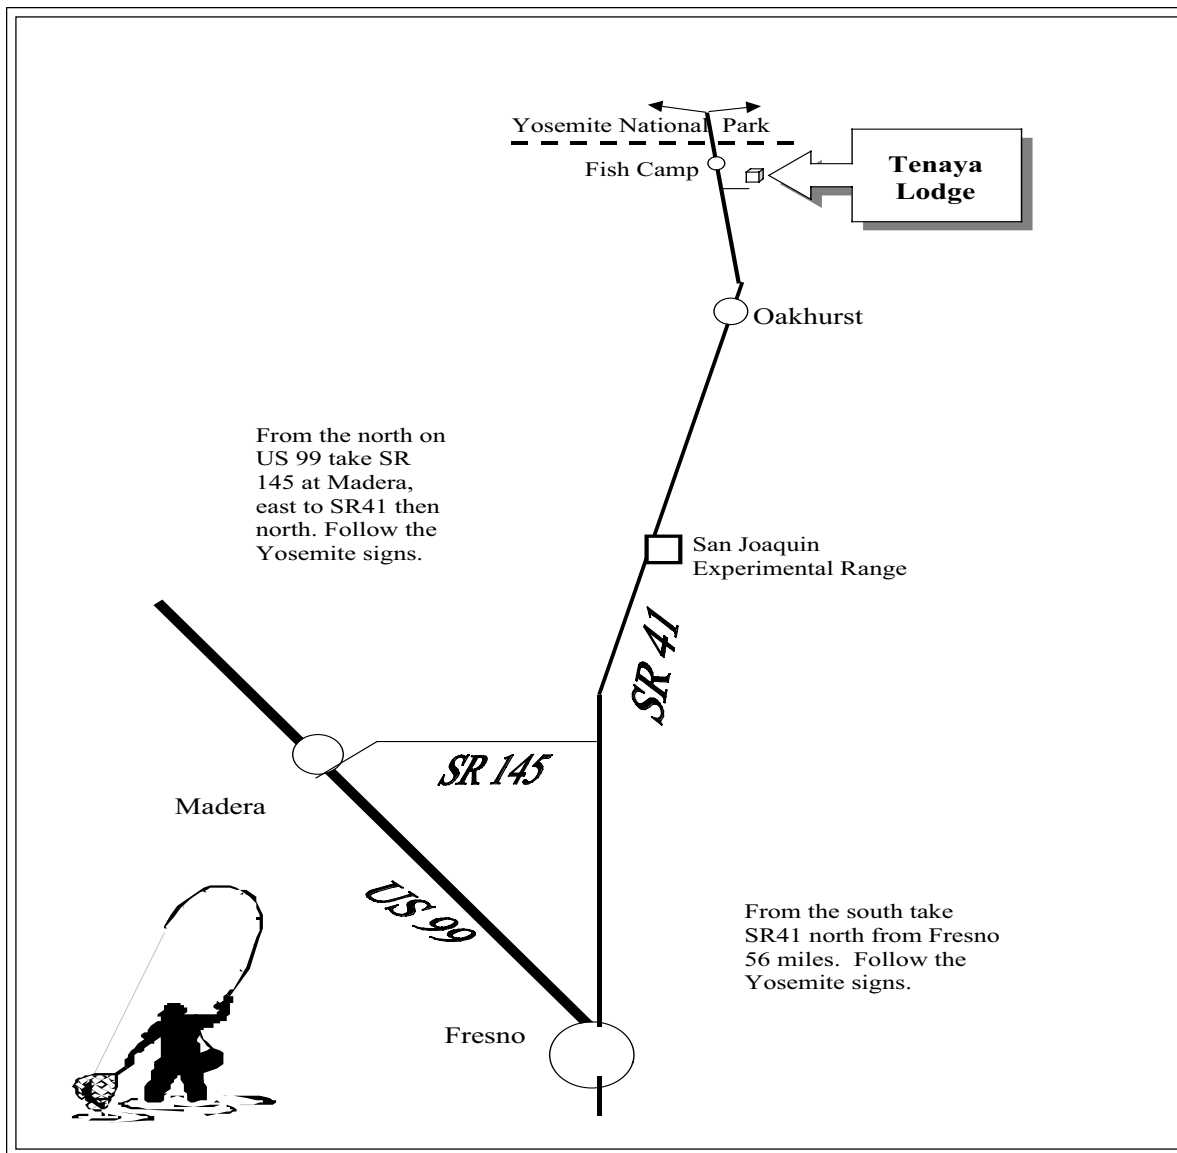 Yosemite National Park
Fish Camp
Tenaya
Lodge
Oakhurst
From the north on
US 99 take SR
145 at Madera,
east to SR41 then
north. Follow the
Yosemite signs.
San Joaquin
Experimental Range
SR 41
SR 145
Madera
US 99
From the south take
SR41 north from Fresno
56 miles.  Follow the
Yosemite signs.
Fresno